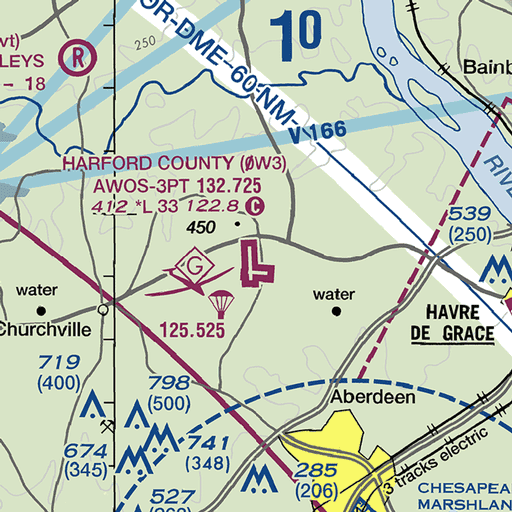 OR-DME-60 NM
10
250
vt)
LEYS
R
- 18
Bainb
V 166
RIVE
HARFORD COUNTY (ØW3)
AWOS-3PT 132.725
412 *L 33 122.8 C
450
539
(250)
G
water
water
Churchville
125.525
HAVRE
DE GRACE
719
(400)
798
(500)
Aberdeen
741
(348)
674
(345)
285
(206)
3 tracks electric
527
CHESAPEA
MARSHLAN